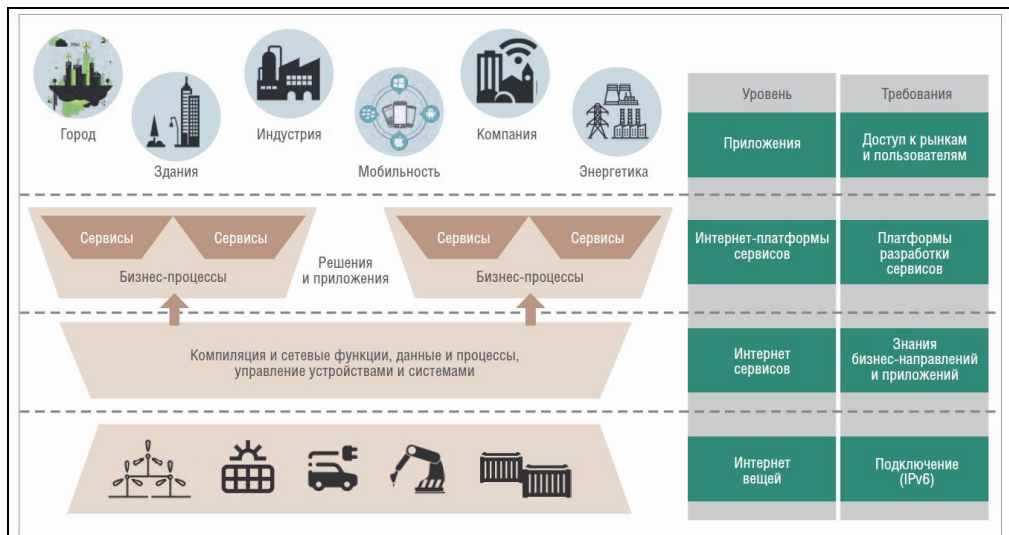 Город
Здания
Индустрия
Мобильность
Компания
Энергетика
Уровень
Требования
Приложения
Доступ к рынкам
и пользователям
Сервисы
Сервисы
Бизнес-процессы
Решения
и приложения
Сервисы
Сервисы
Бизнес-процессы
Интернет-платформы
сервисов
Платформы
разработки
сервисов
Компиляция и сетевые функции, данные и процессы,
управление устройствами и системами
Интернет
сервисов
Знания
бизнес-направлений
и приложений
Интернет
вещей
Подключение
(IPv6)